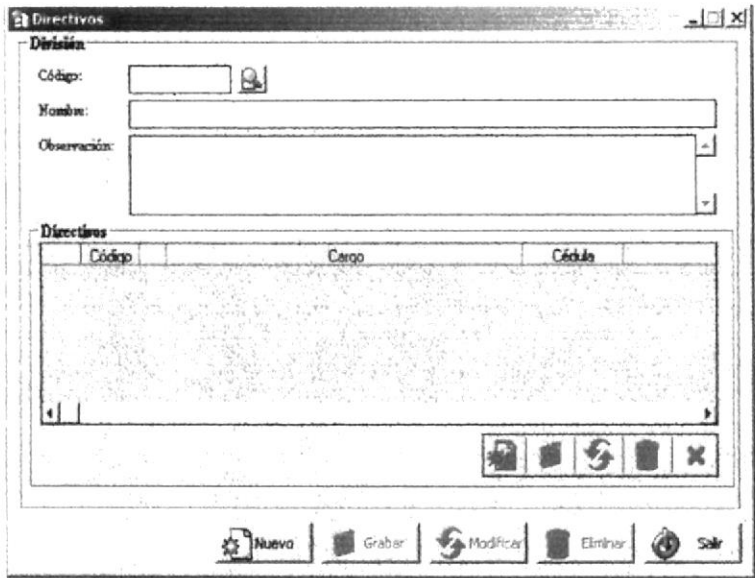 Directivos
División
Código:
Nombre:
Observación:
Directivos
Código Cargo Cédula
Nuevo Grabar Modificar Eliminar Salir